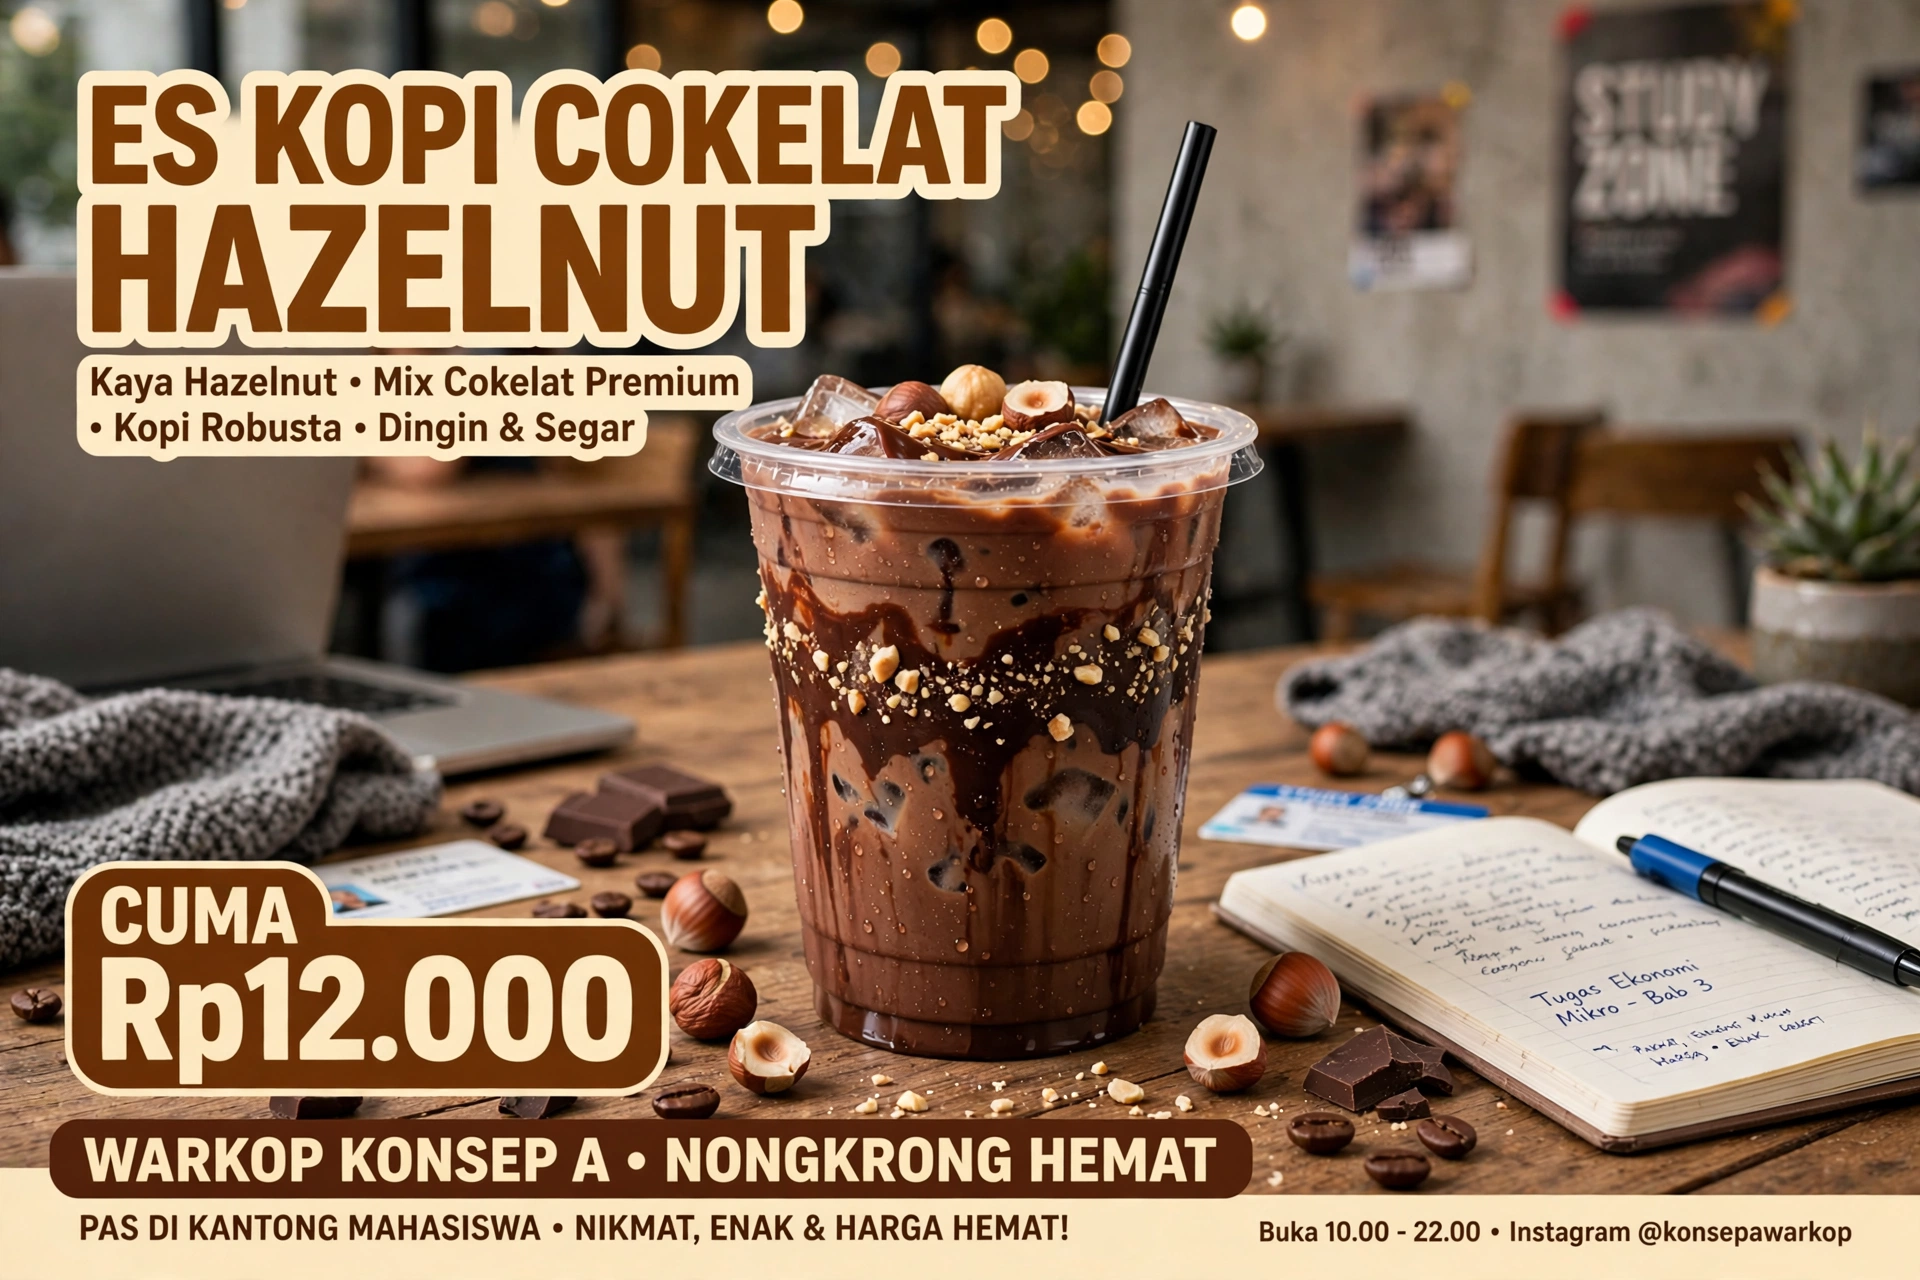 ES KOPI COKELAT
HAZELNUT
Kaya Hazelnut • Mix Cokelat Premium
• Kopi Robusta • Dingin & Segar
STUDY
ZONE
CUMA
Rp12.000
Tugas Ekonomi
Mikro - Bab 3
WARKOP KONSEP A • NONGKRONG HEMAT
PAS DI KANTONG MAHASISWA • NIKMAT, ENAK & HARGA HEMAT!
Buka 10.00 - 22.00 • Instagram @konsepawarkop